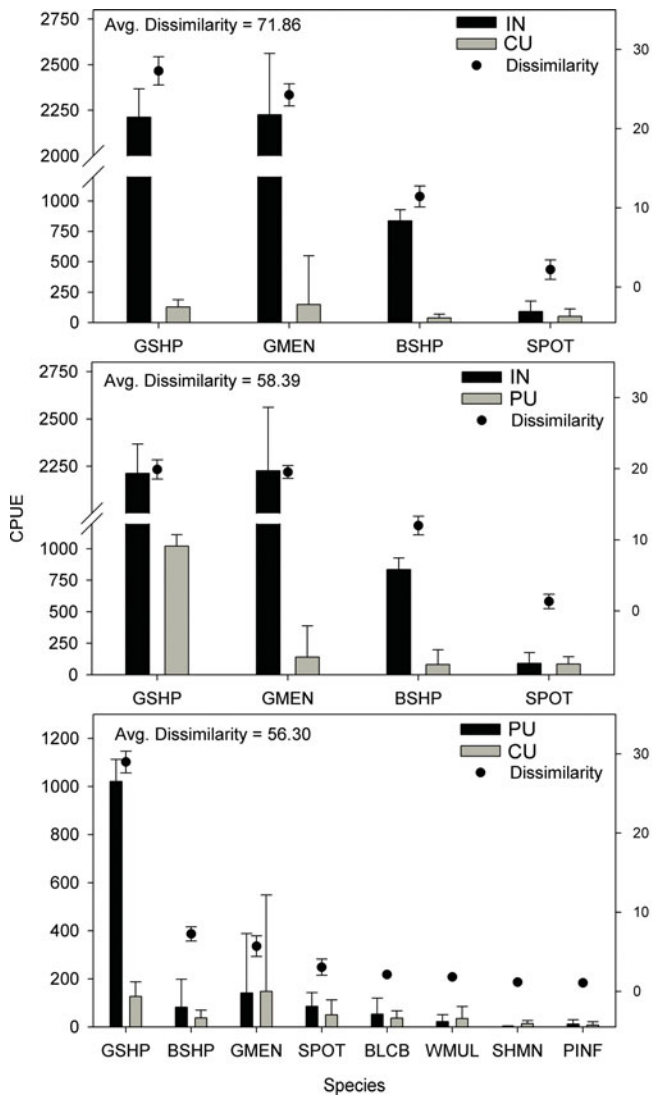 Avg. Dissimilarity = 71.86
IN
CU
Dissimilarity
2750
2500
2250
2000
1000
750
500
250
0
30
20
10
0
GSHP GMEN BSHP SPOT
Avg. Dissimilarity = 58.39
IN
PU
Dissimilarity
2750
2500
2250
1000
750
500
250
0
30
20
10
0
GSHP GMEN BSHP SPOT
CPUE
Avg. Dissimilarity = 56.30
PU
CU
Dissimilarity
1200
1000
800
600
400
200
0
30
20
10
0
GSHP BSHP GMEN SPOT BLCB WMUL SHMN PINF
Species